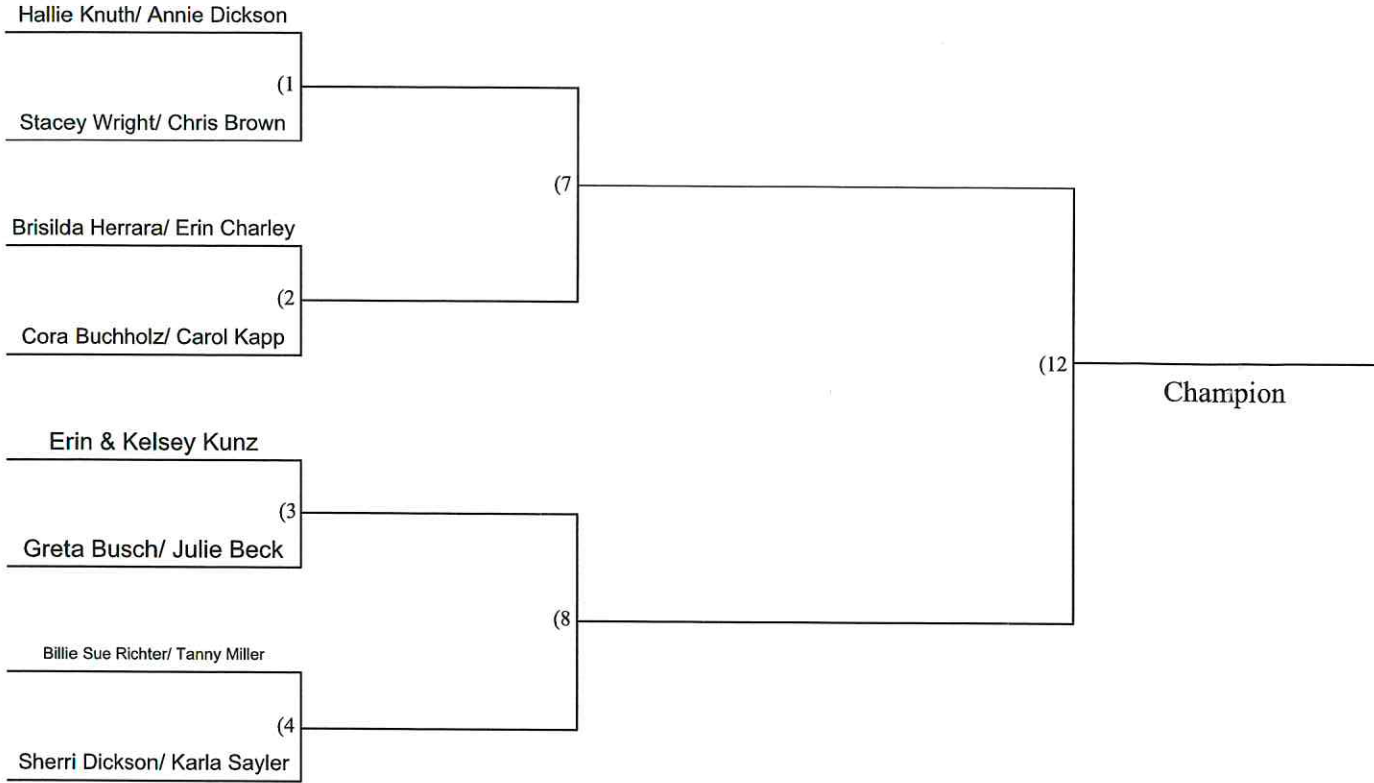 Hallie Knuth/ Annie Dickson
(1
Stacey Wright/ Chris Brown
(7
Brisilda Herrara/ Erin Charley
(2
Cora Buchholz/ Carol Kapp
(12
Champion
Erin & Kelsey Kunz
(3
Greta Busch/ Julie Beck
(8
Billie Sue Richter/ Tanny Miller
(4
Sherri Dickson/ Karla Sayler